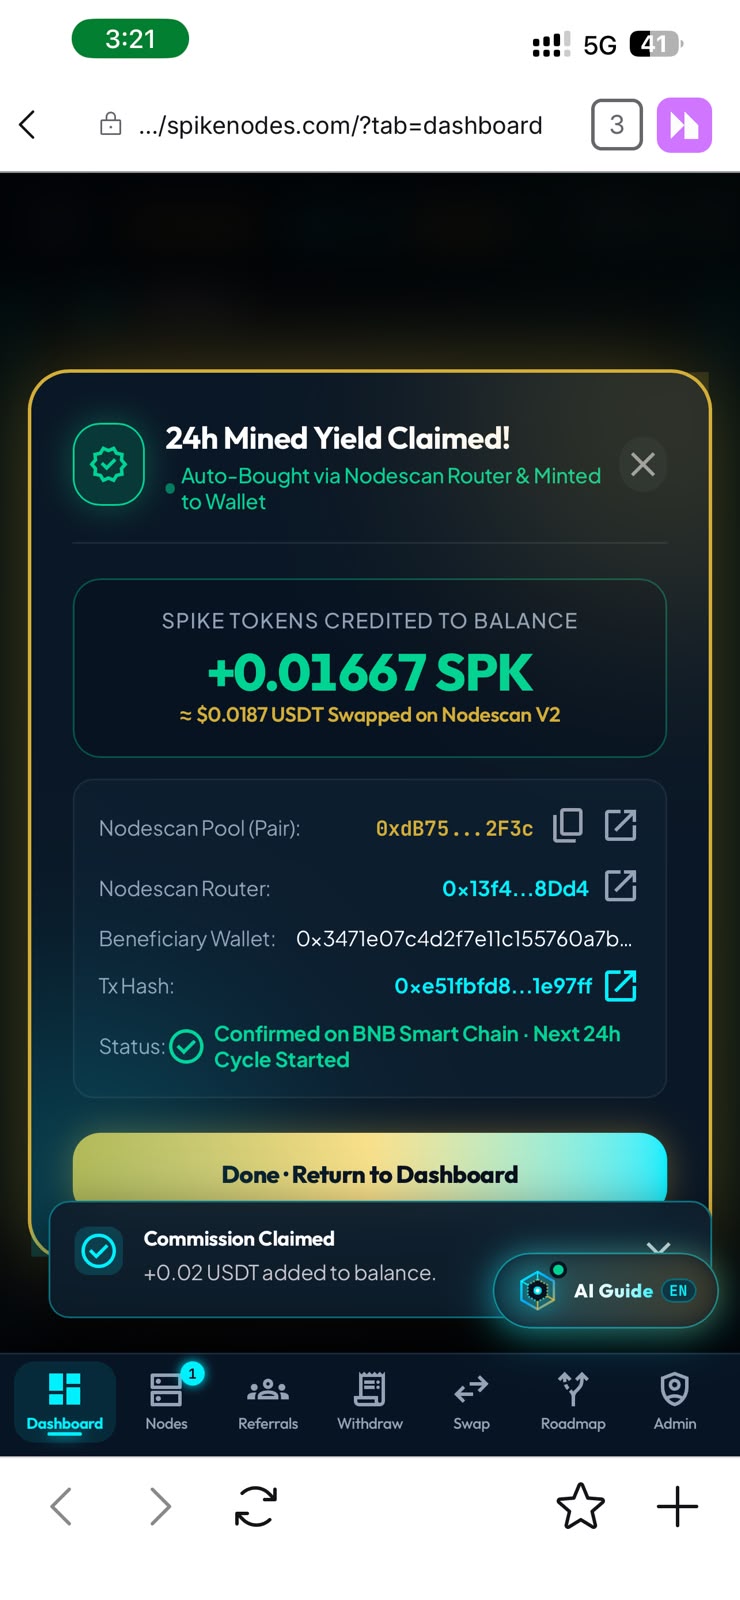 3:21
5G
41
.../spikenodes.com/?tab=dashboard
3
24h Mined Yield Claimed!
Auto-Bought via Nodescan Router & Minted
to Wallet
SPIKE TOKENS CREDITED TO BALANCE
+0.01667 SPK
≈ $0.0187 USDT Swapped on Nodescan V2
Nodescan Pool (Pair): 0xdB75...2F3c
Nodescan Router: 0x13f4...8Dd4
Beneficiary Wallet: 0x3471e07c4d2f7e11c155760a7b...
Tx Hash: 0xe51fbfd8...1e97ff
Status: Confirmed on BNB Smart Chain · Next 24h
Cycle Started
Done · Return to Dashboard
Commission Claimed
+0.02 USDT added to balance.
AI Guide EN
1
Dashboard Nodes Referrals Withdraw Swap Roadmap Admin